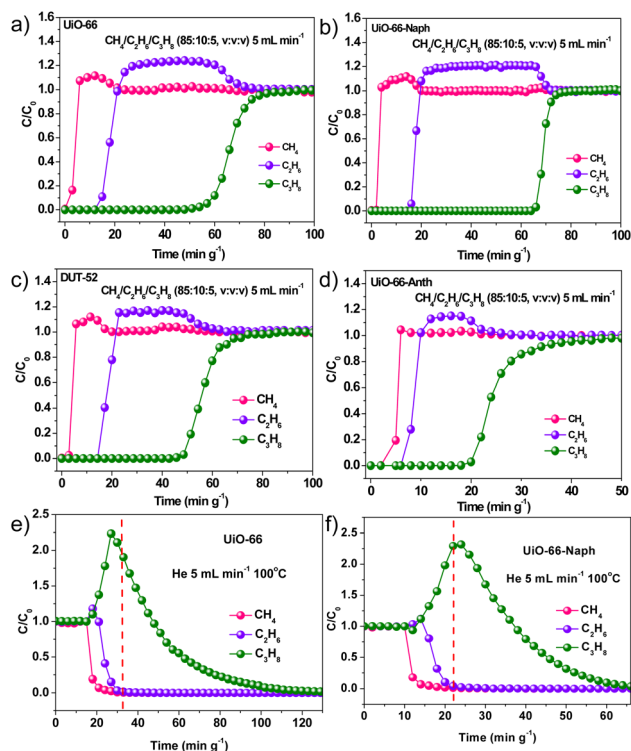 a)
UiO-66
CH₄/C₂H₆/C₃H₈ (85:10:5, v:v:v) 5 mL min⁻¹
C/C₀
1.4
1.2
1.0
0.8
0.6
0.4
0.2
0.0
CH₄
C₂H₆
C₃H₈
0 20 40 60 80 100
Time (min g⁻¹)
b)
UiO-66-Naph
CH₄/C₂H₆/C₃H₈ (85:10:5, v:v:v) 5 mL min⁻¹
C/C₀
1.4
1.2
1.0
0.8
0.6
0.4
0.2
0.0
CH₄
C₂H₆
C₃H₈
0 20 40 60 80 100
Time (min g⁻¹)
c)
DUT-52
CH₄/C₂H₆/C₃H₈ (85:10:5, v:v:v) 5 mL min⁻¹
C/C₀
1.4
1.2
1.0
0.8
0.6
0.4
0.2
0.0
CH₄
C₂H₆
C₃H₈
0 20 40 60 80 100
Time (min g⁻¹)
d)
UiO-66-Anth
CH₄/C₂H₆/C₃H₈ (85:10:5, v:v:v) 5 mL min⁻¹
C/C₀
1.4
1.2
1.0
0.8
0.6
0.4
0.2
0.0
CH₄
C₂H₆
C₃H₈
0 10 20 30 40 50
Time (min g⁻¹)
e)
UiO-66
He 5 mL min⁻¹ 100°C
C/C₀
2.5
2.0
1.5
1.0
0.5
0.0
CH₄
C₂H₆
C₃H₈
0 20 40 60 80 100 120
Time (min g⁻¹)
f)
UiO-66-Naph
He 5 mL min⁻¹ 100°C
C/C₀
2.5
2.0
1.5
1.0
0.5
0.0
CH₄
C₂H₆
C₃H₈
0 10 20 30 40 50 60
Time (min g⁻¹)